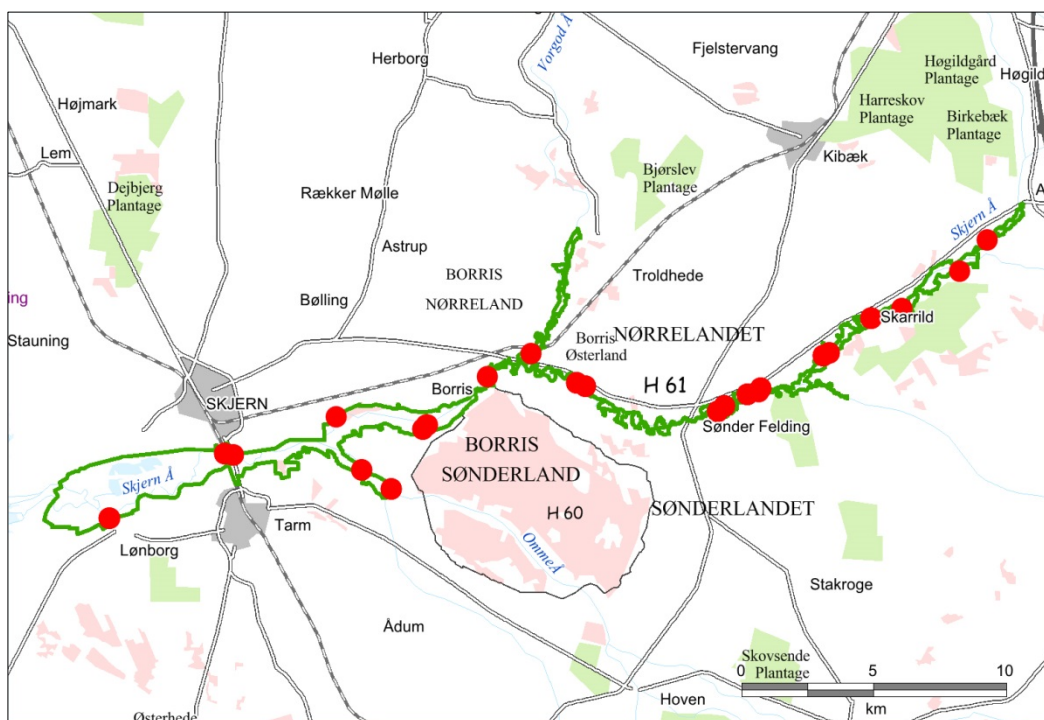 Fjelstervang
Høgildgård
Plantage
Høgild
Herborg
Vorgod Å
Højmark
Harreskov
Plantage
Birkebæk
Plantage
Lem
Kibæk
Bjørslev
Plantage
Dejbjerg
Plantage
Rækker Mølle
A
Skjern Å
Astrup
BORRIS
NØRRELAND
Troldhede
ing
Bølling
Stauning
Borris
Østerland
NØRRELANDET
Skarrild
H 61
SKJERN
Borris
Sønder Felding
BORRIS
SØNDERLAND
Skjern Å
SØNDERLANDET
H 60
Tarm
Lønborg
Omme Å
Stakroge
Ådum
Skovsende
Plantage
0 5 10
km
Hoven
Østerhede